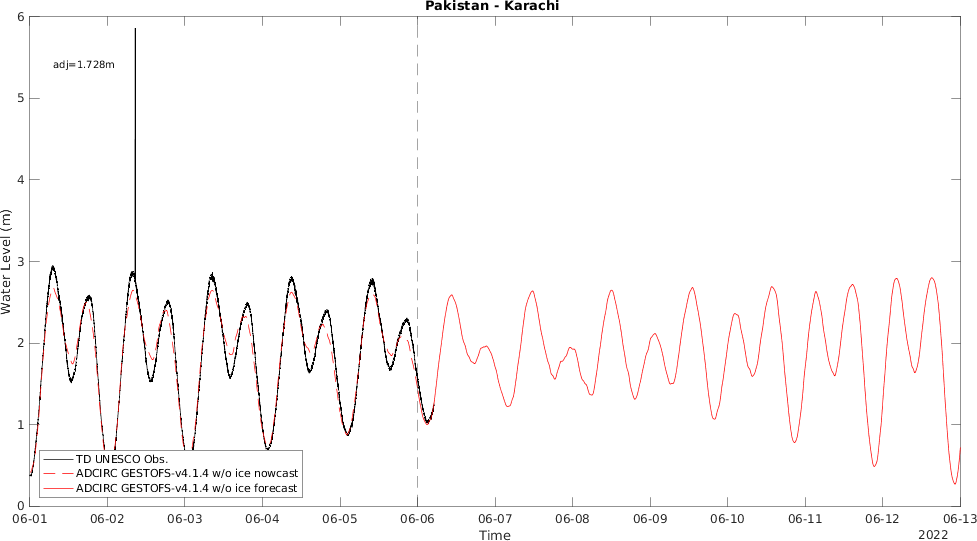 Pakistan - Karachi
6
adj=1.728m
5
4
3
Water Level (m)
2
1
TD UNESCO Obs.
ADCIRC GESTOFS-v4.1.4 w/o ice nowcast
ADCIRC GESTOFS-v4.1.4 w/o ice forecast
0
06-01 06-02 06-03 06-04 06-05 06-06 06-07 06-08 06-09 06-10 06-11 06-12 06-13
Time
2022